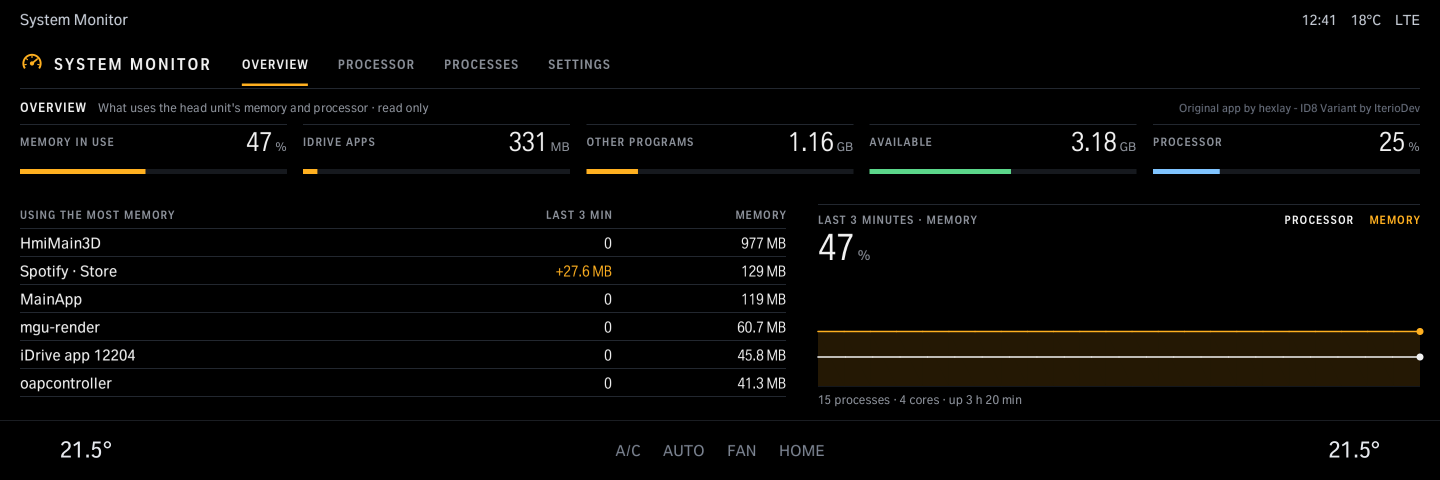 System Monitor 12:41 18°C LTE
SYSTEM MONITOR OVERVIEW PROCESSOR PROCESSES SETTINGS
OVERVIEW What uses the head unit's memory and processor · read only Original app by hexlay - ID8 Variant by IterioDev
MEMORY IN USE 47 % IDRIVE APPS 331 MB OTHER PROGRAMS 1.16 GB AVAILABLE 3.18 GB PROCESSOR 25 %
USING THE MOST MEMORY LAST 3 MIN MEMORY
HmiMain3D 0 977 MB
Spotify · Store +27.6 MB 129 MB
MainApp 0 119 MB
mgu-render 0 60.7 MB
iDrive app 12204 0 45.8 MB
oapcontroller 0 41.3 MB
LAST 3 MINUTES · MEMORY PROCESSOR MEMORY
47 %
15 processes · 4 cores · up 3 h 20 min
21.5° A/C AUTO FAN HOME 21.5°